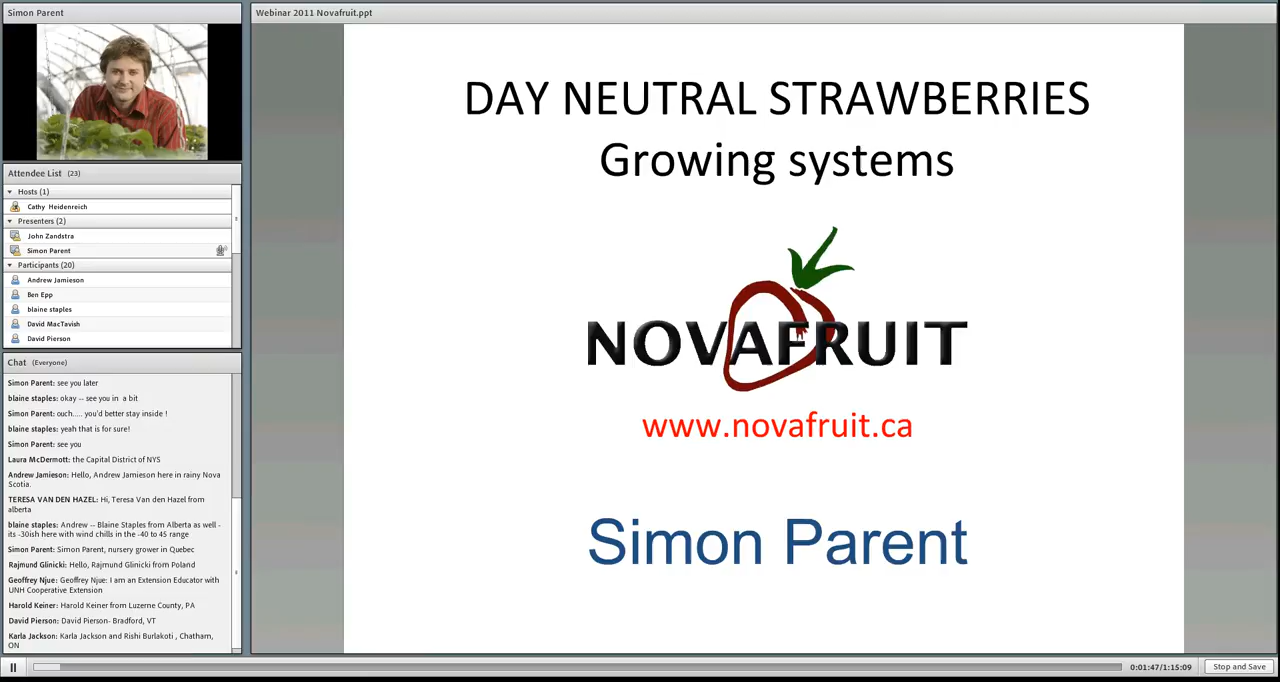 Simon Parent
Webinar 2011 Novafruit.ppt
Attendee List (23)
Hosts (1)
Cathy Heidenreich
Presenters (2)
John Zandstra
Simon Parent
Participants (20)
Andrew Jamieson
Ben Epp
blaine staples
David MacTavish
David Pierson
Chat (Everyone)
Simon Parent: see you later
blaine staples: okay -- see you in a bit
Simon Parent: ouch..... you'd better stay inside !
blaine staples: yeah that is for sure!
Simon Parent: see you
Laura McDermott: the Capital District of NYS
Andrew Jamieson: Hello, Andrew Jamieson here in rainy Nova
Scotia.
TERESA VAN DEN HAZEL: Hi, Teresa Van den Hazel from
alberta
blaine staples: Andrew -- Blaine Staples from Alberta as well -
its -30ish here with wind chills in the -40 to 45 range
Simon Parent: Simon Parent, nursery grower in Quebec
Rajmund Glinicki: Hello, Rajmund Glinicki from Poland
Geoffrey Njue: Geoffrey Njue: I am an Extension Educator with
UNH Cooperative Extension
Harold Keiner: Harold Keiner from Luzerne County, PA
David Pierson: David Pierson- Bradford, VT
Karla Jackson: Karla Jackson and Rishi Burlakoti , Chatham,
ON
DAY NEUTRAL STRAWBERRIES
Growing systems
NOVAFRUIT
www.novafruit.ca
Simon Parent
0:01:47/1:15:09
Stop and Save